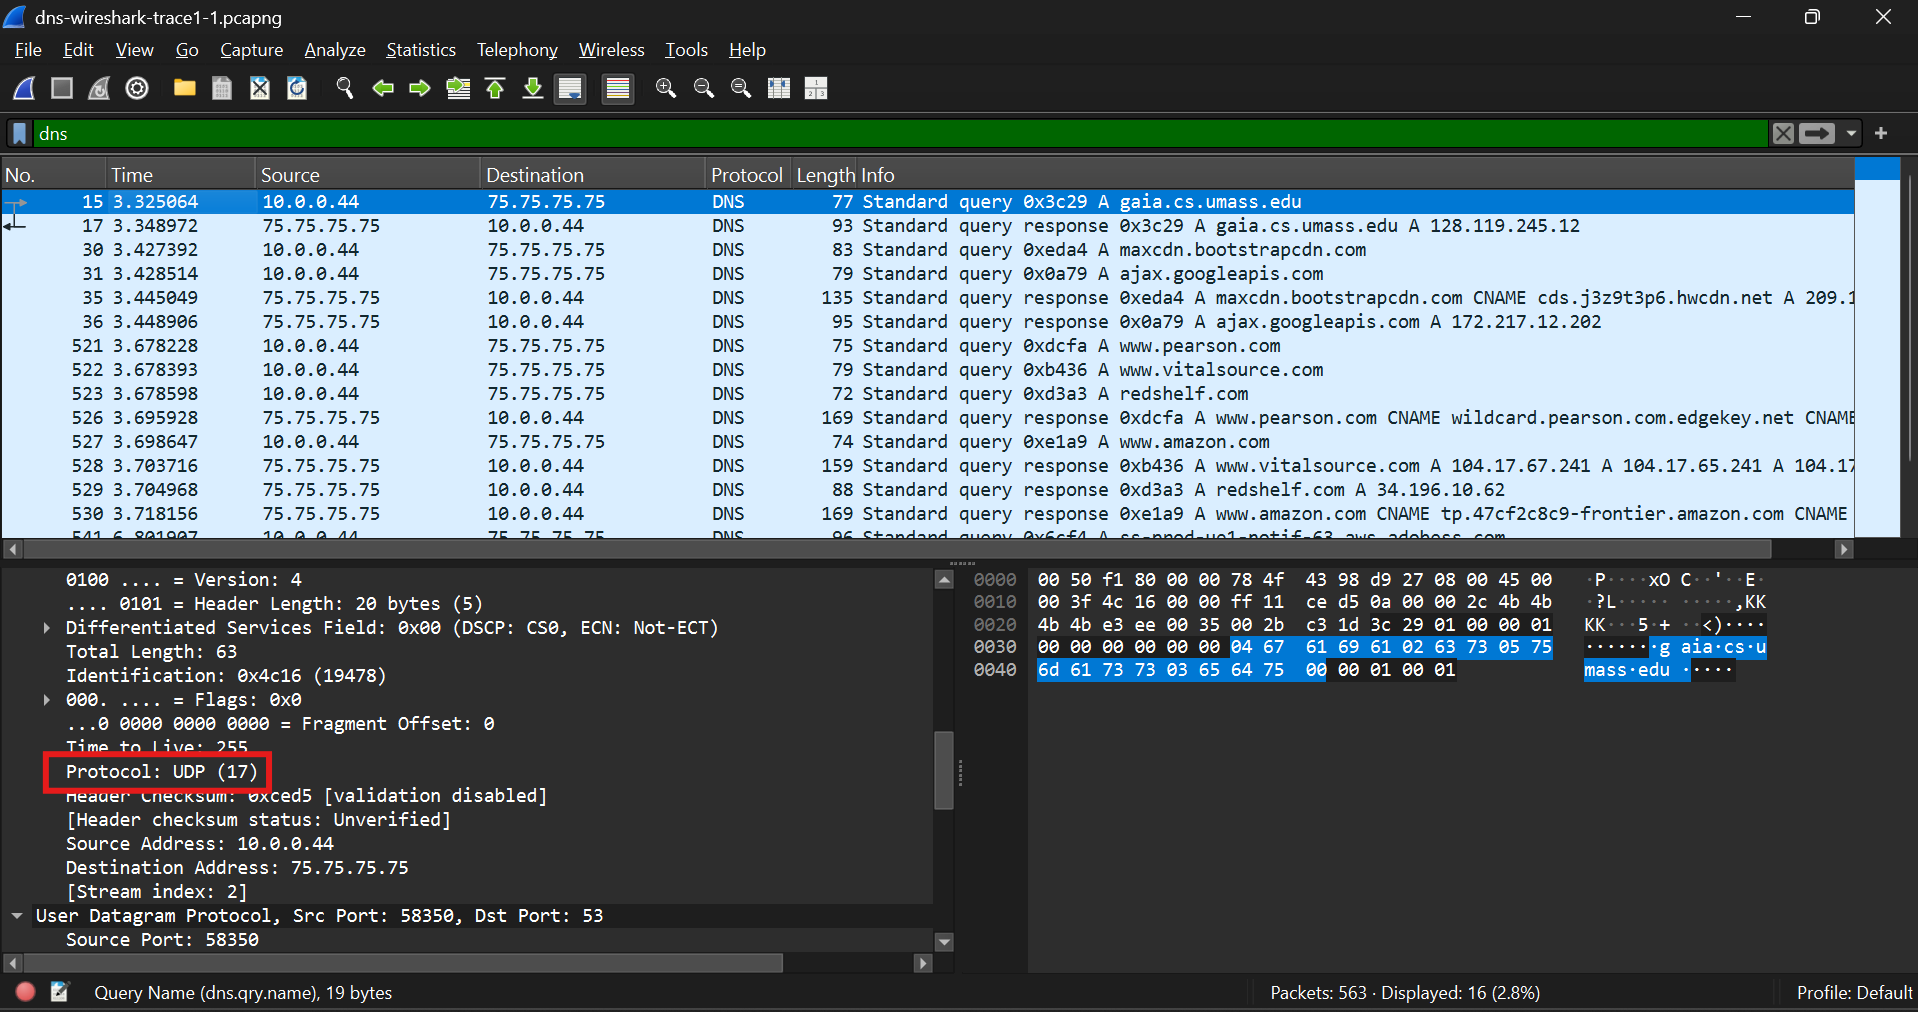 dns-wireshark-trace1-1.pcapng
File Edit View Go Capture Analyze Statistics Telephony Wireless Tools Help
dns
No. Time Source Destination Protocol Length Info
15 3.325064 10.0.0.44 75.75.75.75 DNS 77 Standard query 0x3c29 A gaia.cs.umass.edu
17 3.348972 75.75.75.75 10.0.0.44 DNS 93 Standard query response 0x3c29 A gaia.cs.umass.edu A 128.119.245.12
30 3.427392 10.0.0.44 75.75.75.75 DNS 83 Standard query 0xeda4 A maxcdn.bootstrapcdn.com
31 3.428514 10.0.0.44 75.75.75.75 DNS 79 Standard query 0x0a79 A ajax.googleapis.com
35 3.445049 75.75.75.75 10.0.0.44 DNS 135 Standard query response 0xeda4 A maxcdn.bootstrapcdn.com CNAME cds.j3z9t3p6.hwcdn.net A 209.1
36 3.448906 75.75.75.75 10.0.0.44 DNS 95 Standard query response 0x0a79 A ajax.googleapis.com A 172.217.12.202
521 3.678228 10.0.0.44 75.75.75.75 DNS 75 Standard query 0xdcfa A www.pearson.com
522 3.678393 10.0.0.44 75.75.75.75 DNS 79 Standard query 0xb436 A www.vitalsource.com
523 3.678598 10.0.0.44 75.75.75.75 DNS 72 Standard query 0xd3a3 A redshelf.com
526 3.695928 75.75.75.75 10.0.0.44 DNS 169 Standard query response 0xdcfa A www.pearson.com CNAME wildcard.pearson.com.edgekey.net CNAME
527 3.698647 10.0.0.44 75.75.75.75 DNS 74 Standard query 0xe1a9 A www.amazon.com
528 3.703716 75.75.75.75 10.0.0.44 DNS 159 Standard query response 0xb436 A www.vitalsource.com A 104.17.67.241 A 104.17.65.241 A 104.17
529 3.704968 75.75.75.75 10.0.0.44 DNS 88 Standard query response 0xd3a3 A redshelf.com A 34.196.10.62
530 3.718156 75.75.75.75 10.0.0.44 DNS 169 Standard query response 0xe1a9 A www.amazon.com CNAME tp.47cf2c8c9-frontier.amazon.com CNAME
0100 .... = Version: 4
.... 0101 = Header Length: 20 bytes (5)
Differentiated Services Field: 0x00 (DSCP: CS0, ECN: Not-ECT)
Total Length: 63
Identification: 0x4c16 (19478)
000. .... = Flags: 0x0
...0 0000 0000 0000 = Fragment Offset: 0
Time to Live: 255
Protocol: UDP (17)
Header Checksum: 0xced5 [validation disabled]
[Header checksum status: Unverified]
Source Address: 10.0.0.44
Destination Address: 75.75.75.75
[Stream index: 2]
User Datagram Protocol, Src Port: 58350, Dst Port: 53
Source Port: 58350
0000 00 50 f1 80 00 00 78 4f 43 98 d9 27 08 00 45 00 ·P····xO C··'··E·
0010 00 3f 4c 16 00 00 ff 11 ce d5 0a 00 00 2c 4b 4b ·?L····· ·····,KK
0020 4b 4b e3 ee 00 35 00 2b c3 1d 3c 29 01 00 00 01 KK···5·+ ··<)····
0030 00 00 00 00 00 00 04 67 61 69 61 02 63 73 05 75 ·······g aia·cs·u
0040 6d 61 73 73 03 65 64 75 00 00 01 00 01 mass·edu ·····
Query Name (dns.qry.name), 19 bytes
Packets: 563 · Displayed: 16 (2.8%)
Profile: Default